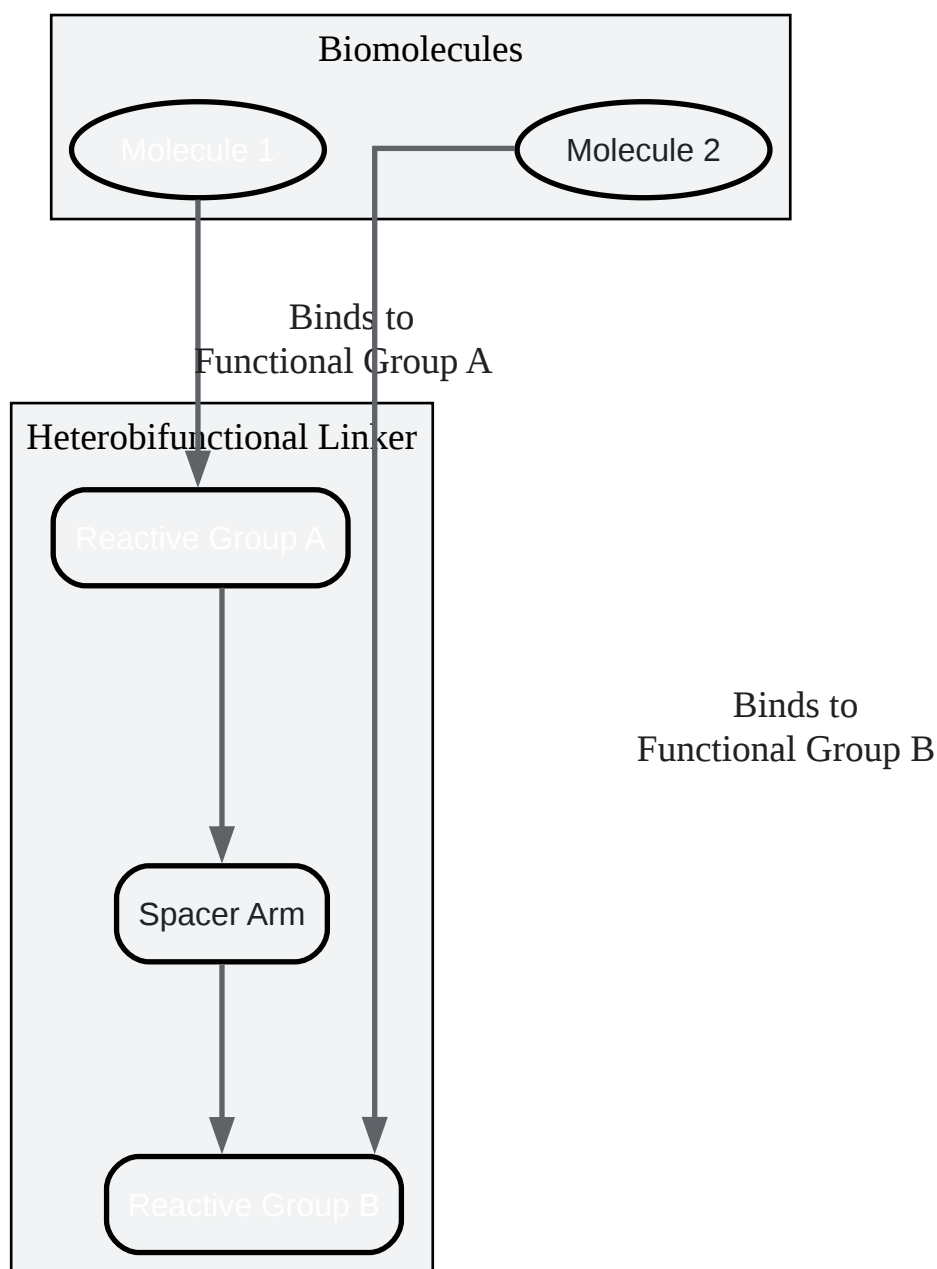 Biomolecules
Molecule 1
Molecule 2
Binds to
Functional Group A
Heterobifunctional Linker
Reactive Group A
Binds to
Functional Group B
Spacer Arm
Reactive Group B